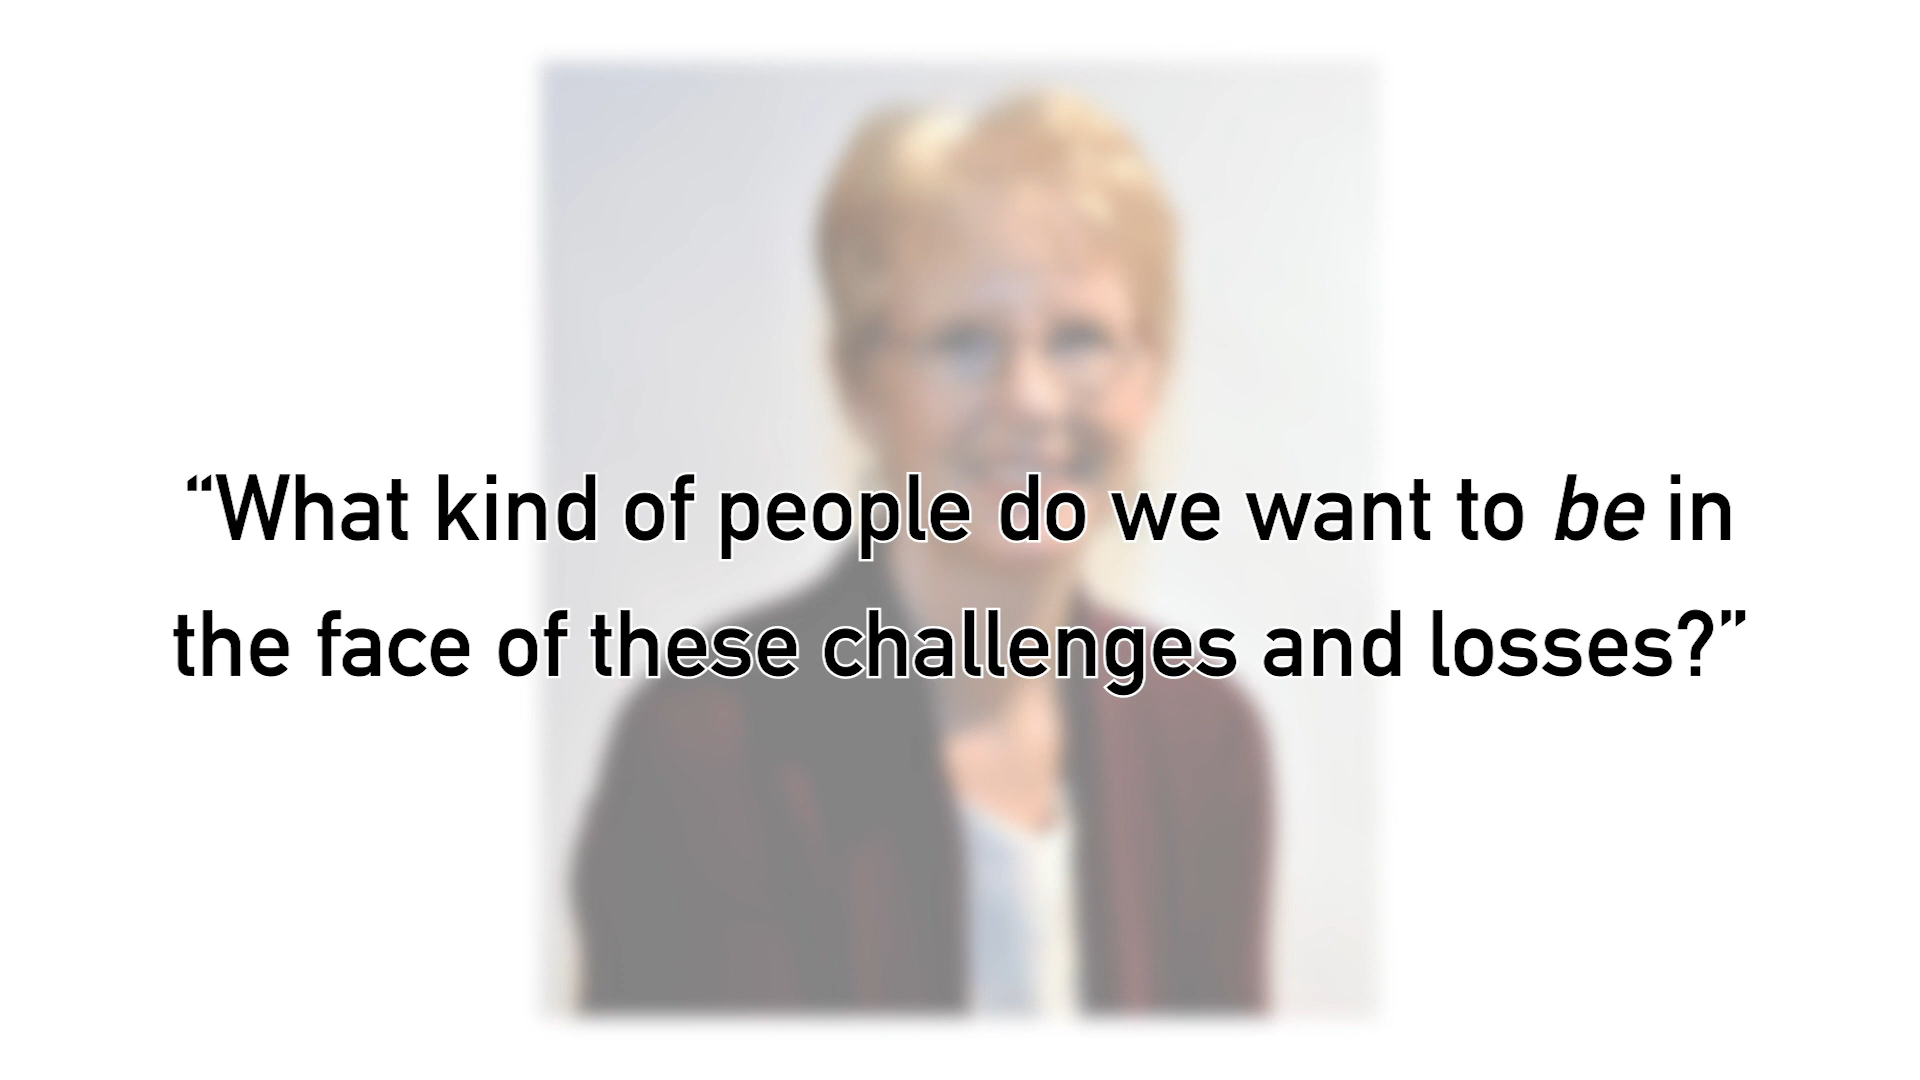 “What kind of people do we want to be in
the face of these challenges and losses?”